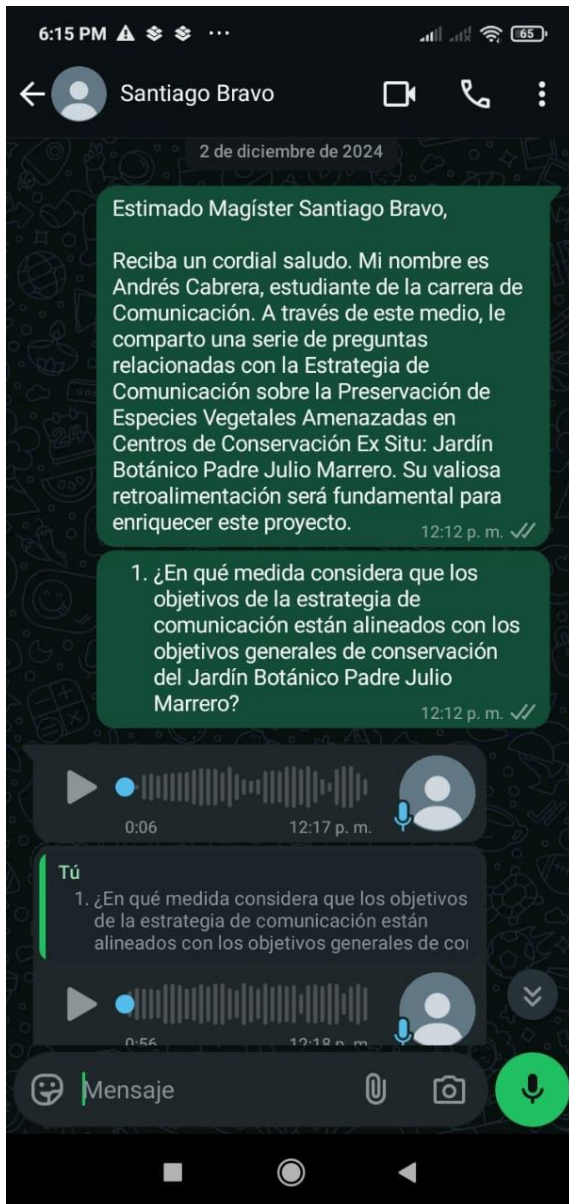 6:15 PM
65
Santiago Bravo
2 de diciembre de 2024
Estimado Magíster Santiago Bravo,
Reciba un cordial saludo. Mi nombre es
Andrés Cabrera, estudiante de la carrera de
Comunicación. A través de este medio, le
comparto una serie de preguntas
relacionadas con la Estrategia de
Comunicación sobre la Preservación de
Especies Vegetales Amenazadas en
Centros de Conservación Ex Situ: Jardín
Botánico Padre Julio Marrero. Su valiosa
retroalimentación será fundamental para
enriquecer este proyecto.
12:12 p. m.
1. ¿En qué medida considera que los
objetivos de la estrategia de
comunicación están alineados con los
objetivos generales de conservación
del Jardín Botánico Padre Julio
Marrero?
12:12 p. m.
0:06 12:17 p. m.
Tú
1. ¿En qué medida considera que los objetivos
de la estrategia de comunicación están
alineados con los objetivos generales de co
0:56 12:18 p. m.
Mensaje